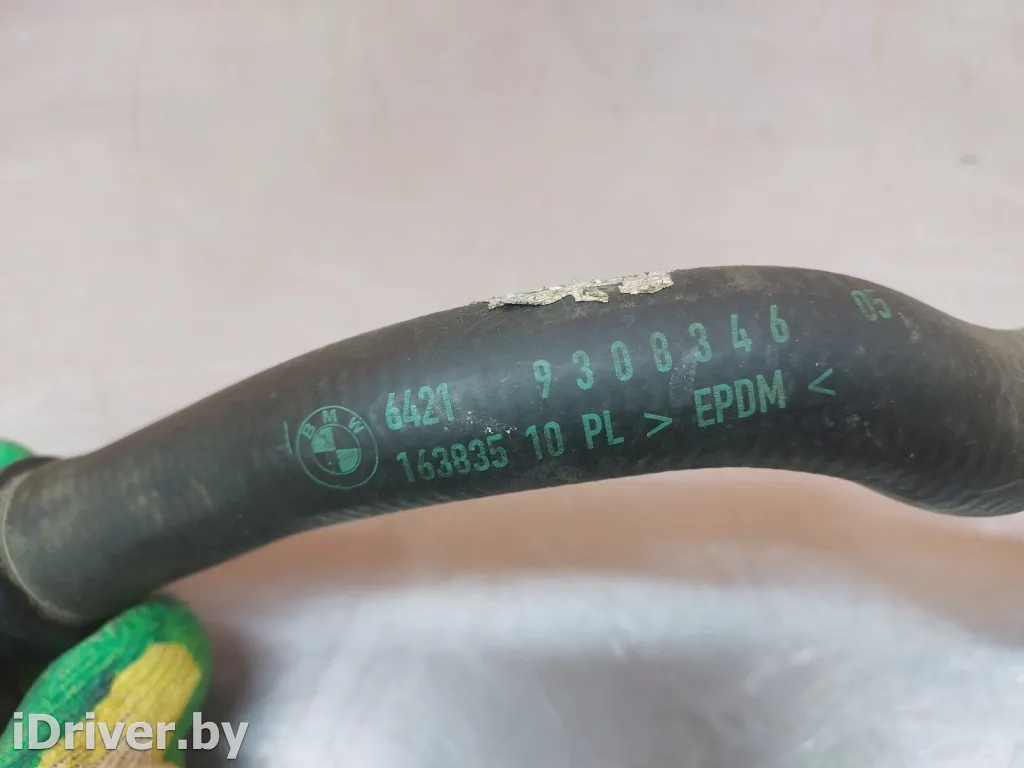 BMW
6421 9308346 05
163835 10 PL > EPDM <
iDriver.by